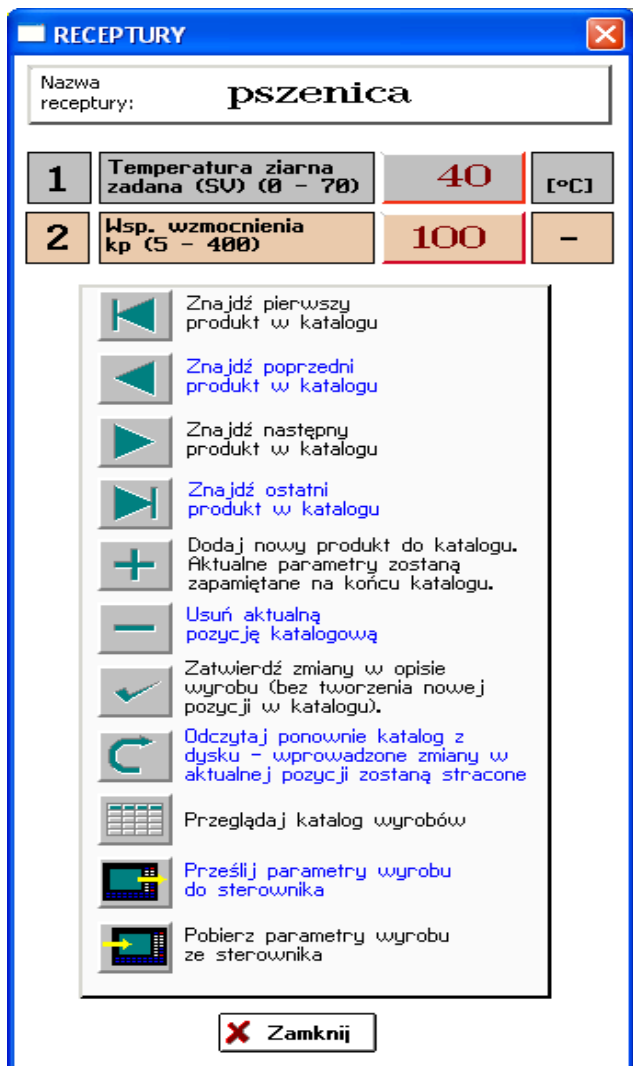 RECEPTURY
Nazwa
receptury:
pszenica
1
Temperatura ziarna
zadana (SV) (0 - 70)
40
[°C]
2
Wsp. wzmocnienia
kp (5 - 400)
100
-
Znajdź pierwszy
produkt w katalogu
Znajdź poprzedni
produkt w katalogu
Znajdź następny
produkt w katalogu
Znajdź ostatni
produkt w katalogu
Dodaj nowy produkt do katalogu.
Aktualne parametry zostaną
zapamiętane na końcu katalogu.
Usuń aktualną
pozycję katalogową
Zatwierdź zmiany w opisie
wyrobu (bez tworzenia nowej
pozycji w katalogu).
Odczytaj ponownie katalog z
dysku - wprowadzone zmiany w
aktualnej pozycji zostaną stracone
Przeglądaj katalog wyrobów
Prześlij parametry wyrobu
do sterownika
Pobierz parametry wyrobu
ze sterownika
Zamknij